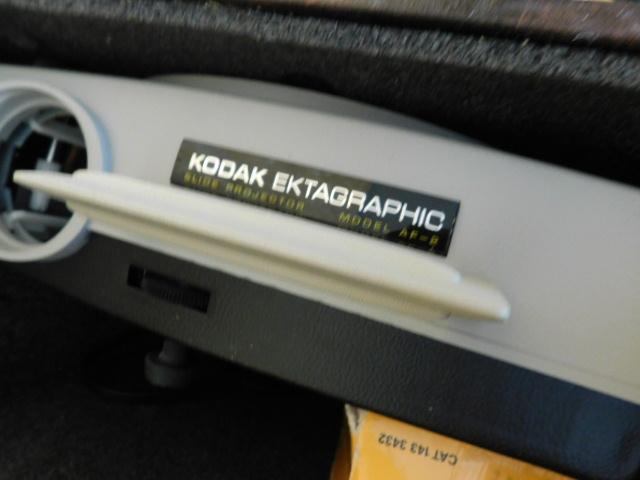 KODAK EKTAGRAPHIC
SLIDE PROJECTOR MODEL AF-2
CAT 143 3432